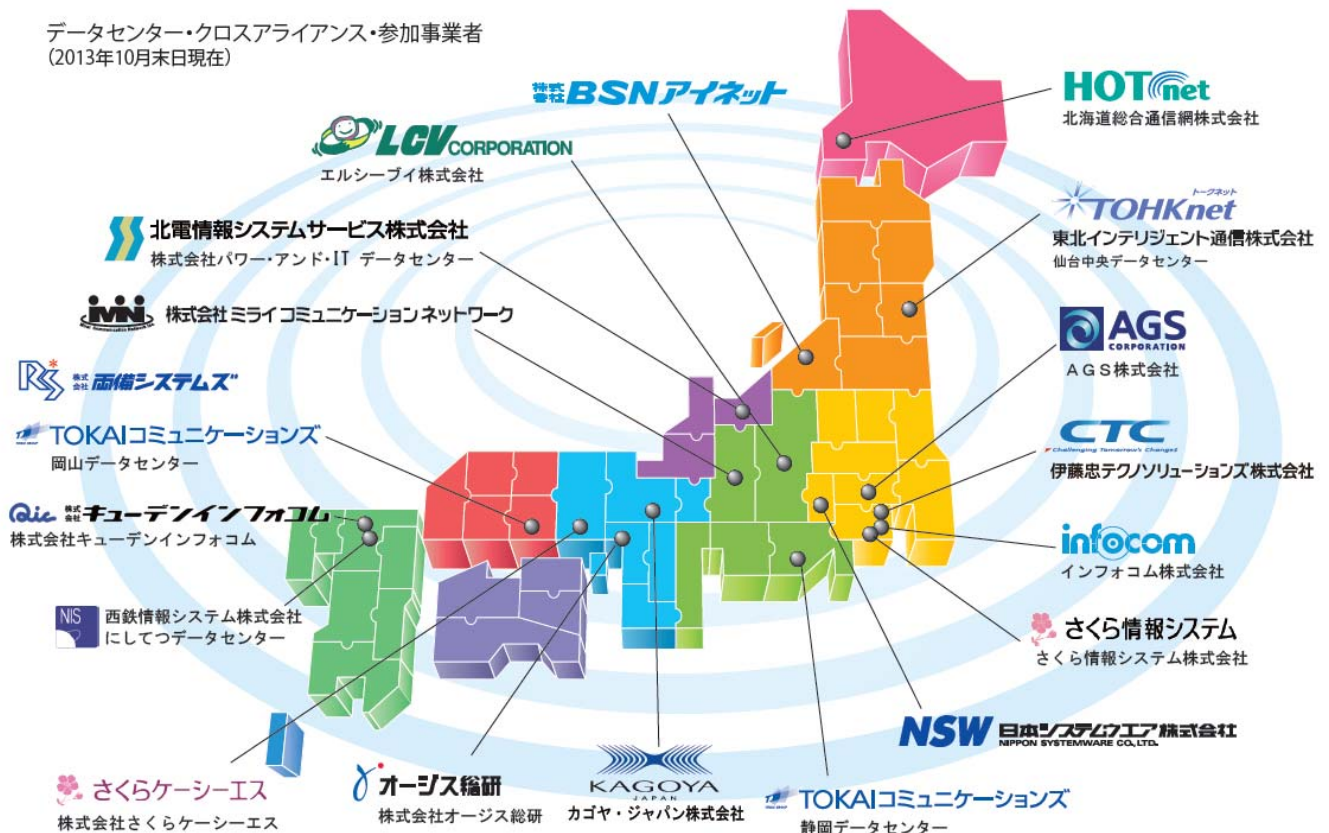 データセンター・クロスアライアンス・参加事業者
（2013年10月末日現在）
株式会社BSNアイネット
HOTnet
北海道総合通信網株式会社
LCV CORPORATION
エルシーブイ株式会社
トークネット
TOHKnet
東北インテリジェント通信株式会社
仙台中央データセンター
北電情報システムサービス株式会社
株式会社パワー・アンド・IT データセンター
MN
株式会社ミライコミュニケーションネットワーク
AGS
CORPORATION
AGS株式会社
RS 株式会社両備システムズ
TOKAIコミュニケーションズ
岡山データセンター
CTC
Challenging Tomorrow's Changes
伊藤忠テクノソリューションズ株式会社
Qic 株式会社キューデンインフォコム
株式会社キューデンインフォコム
infocom
インフォコム株式会社
NIS
西鉄情報システム株式会社
にしてつデータセンター
さくら情報システム
さくら情報システム株式会社
NSW 日本システムウエア株式会社
NIPPON SYSTEMWARE CO.,LTD.
さくらケーシーエス
株式会社さくらケーシーエス
オージス総研
株式会社オージス総研
KAGOYA
JAPAN
カゴヤ・ジャパン株式会社
TOKAIコミュニケーションズ
静岡データセンター